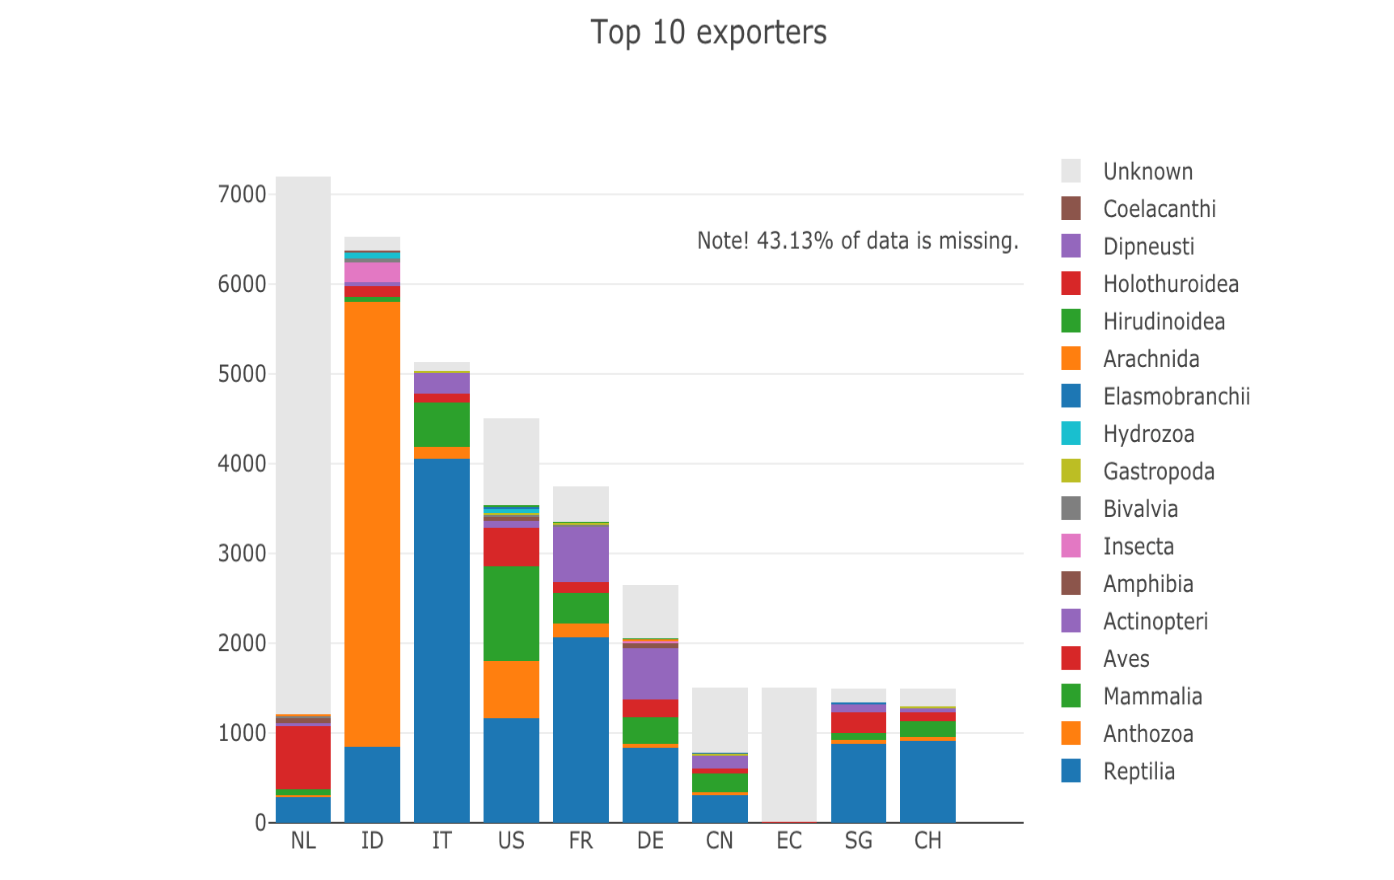 Top 10 exporters
7000
6000
5000
4000
3000
2000
1000
0
Note! 43.13% of data is missing.
NL ID IT US FR DE CN EC SG CH
Unknown
Coelacanthi
Dipneusti
Holothuroidea
Hirudinoidea
Arachnida
Elasmobranchii
Hydrozoa
Gastropoda
Bivalvia
Insecta
Amphibia
Actinopteri
Aves
Mammalia
Anthozoa
Reptilia